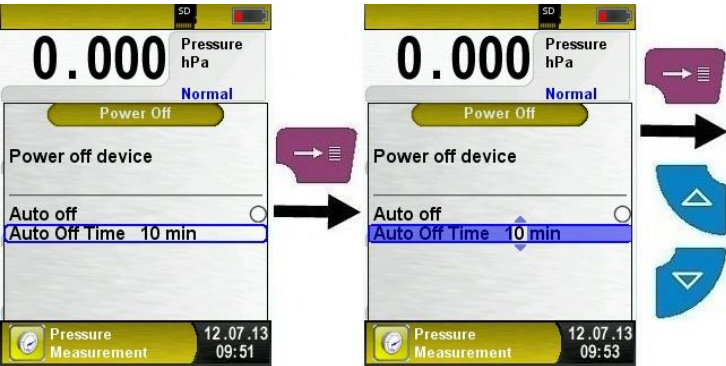 SD
0.000
Pressure
hPa
Normal
Power Off
Power off device
Auto off
Auto Off Time 10 min
Pressure
Measurement
12.07.13
09:51
SD
0.000
Pressure
hPa
Normal
Power Off
Power off device
Auto off
Auto Off Time 10 min
Pressure
Measurement
12.07.13
09:53